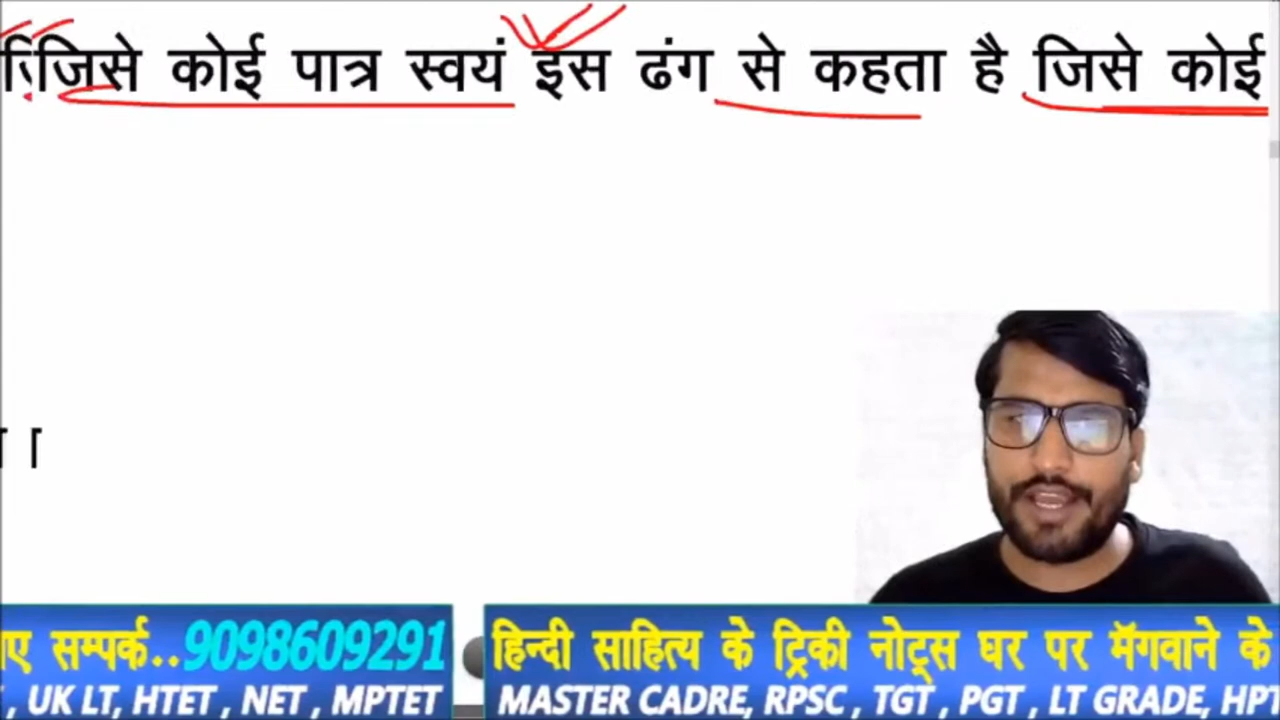 जिसे कोई पात्र स्वयं इस ढंग से कहता है जिसे कोई
सम्पर्क..9098609291
हिन्दी साहित्य के ट्रिकी नोट्स घर पर मॅगवाने के
, UK LT, HTET , NET , MPTET
MASTER CADRE, RPSC , TGT , PGT , LT GRADE, HPT